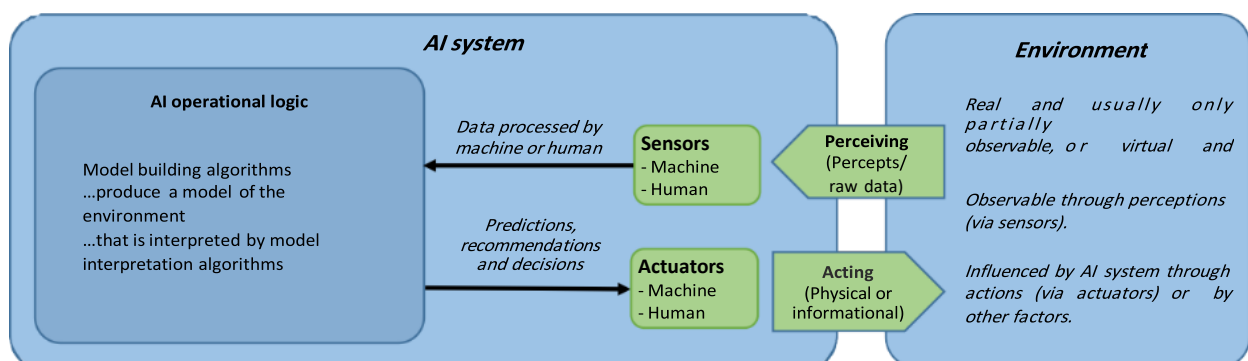 AI system
AI operational logic
Model building algorithms
...produce a model of the
environment
...that is interpreted by model
interpretation algorithms
Data processed by
machine or human
Predictions,
recommendations
and decisions
Sensors
- Machine
- Human
Actuators
- Machine
- Human
Perceiving
(Percepts/
raw data)
Acting
(Physical or
informational)
Environment
Real and usually only
partially
observable, or virtual and
Observable through perceptions
(via sensors).
Influenced by AI system through
actions (via actuators) or by
other factors.